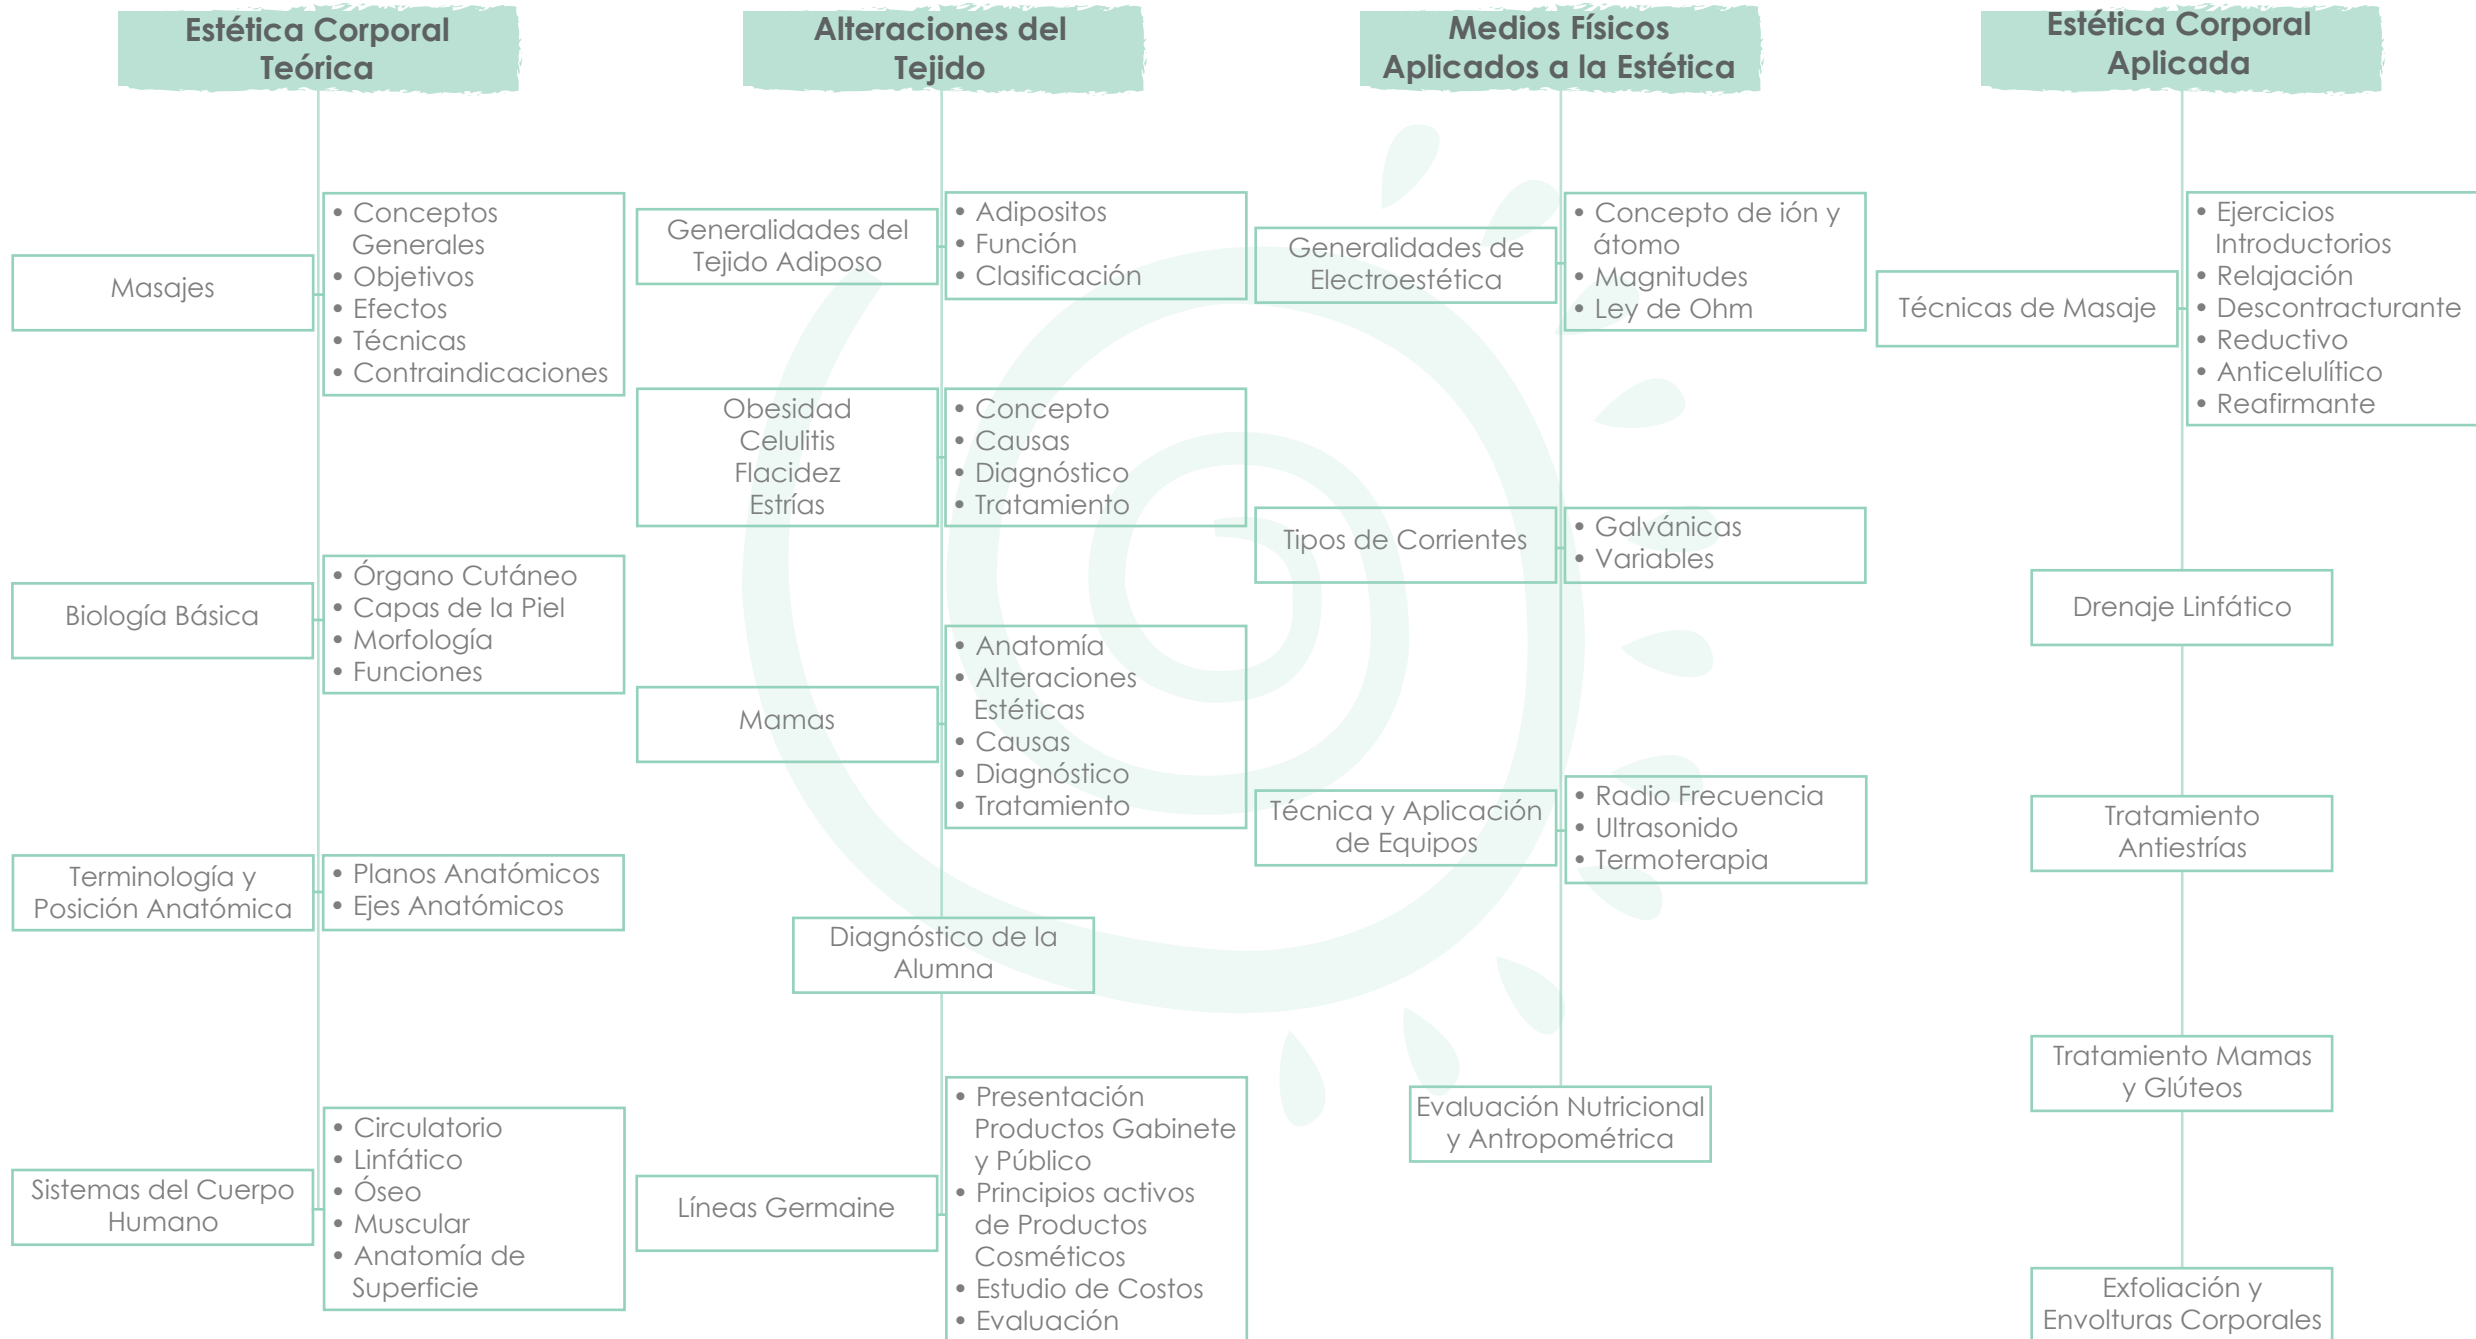 Estética Corporal
Teórica
Masajes
• Conceptos
Generales
• Objetivos
• Efectos
• Técnicas
• Contraindicaciones
Biología Básica
• Órgano Cutáneo
• Capas de la Piel
• Morfología
• Funciones
Terminología y
Posición Anatómica
• Planos Anatómicos
• Ejes Anatómicos
Sistemas del Cuerpo
Humano
• Circulatorio
• Linfático
• Óseo
• Muscular
• Anatomía de
Superficie
Alteraciones del
Tejido
Generalidades del
Tejido Adiposo
• Adipositos
• Función
• Clasificación
Obesidad
Celulitis
Flacidez
Estrías
• Concepto
• Causas
• Diagnóstico
• Tratamiento
Mamas
• Anatomía
• Alteraciones
Estéticas
• Causas
• Diagnóstico
• Tratamiento
Diagnóstico de la
Alumna
Líneas Germaine
• Presentación
Productos Gabinete
y Público
• Principios activos
de Productos
Cosméticos
• Estudio de Costos
• Evaluación
Medios Físicos
Aplicados a la Estética
Generalidades de
Electroestética
• Concepto de ión y
átomo
• Magnitudes
• Ley de Ohm
Tipos de Corrientes
• Galvánicas
• Variables
Técnica y Aplicación
de Equipos
• Radio Frecuencia
• Ultrasonido
• Termoterapia
Evaluación Nutricional
y Antropométrica
Estética Corporal
Aplicada
Técnicas de Masaje
• Ejercicios
Introductorios
• Relajación
• Descontracturante
• Reductivo
• Anticelulítico
• Reafirmante
Drenaje Linfático
Tratamiento
Antiestrías
Tratamiento Mamas
y Glúteos
Exfoliación y
Envolturas Corporales